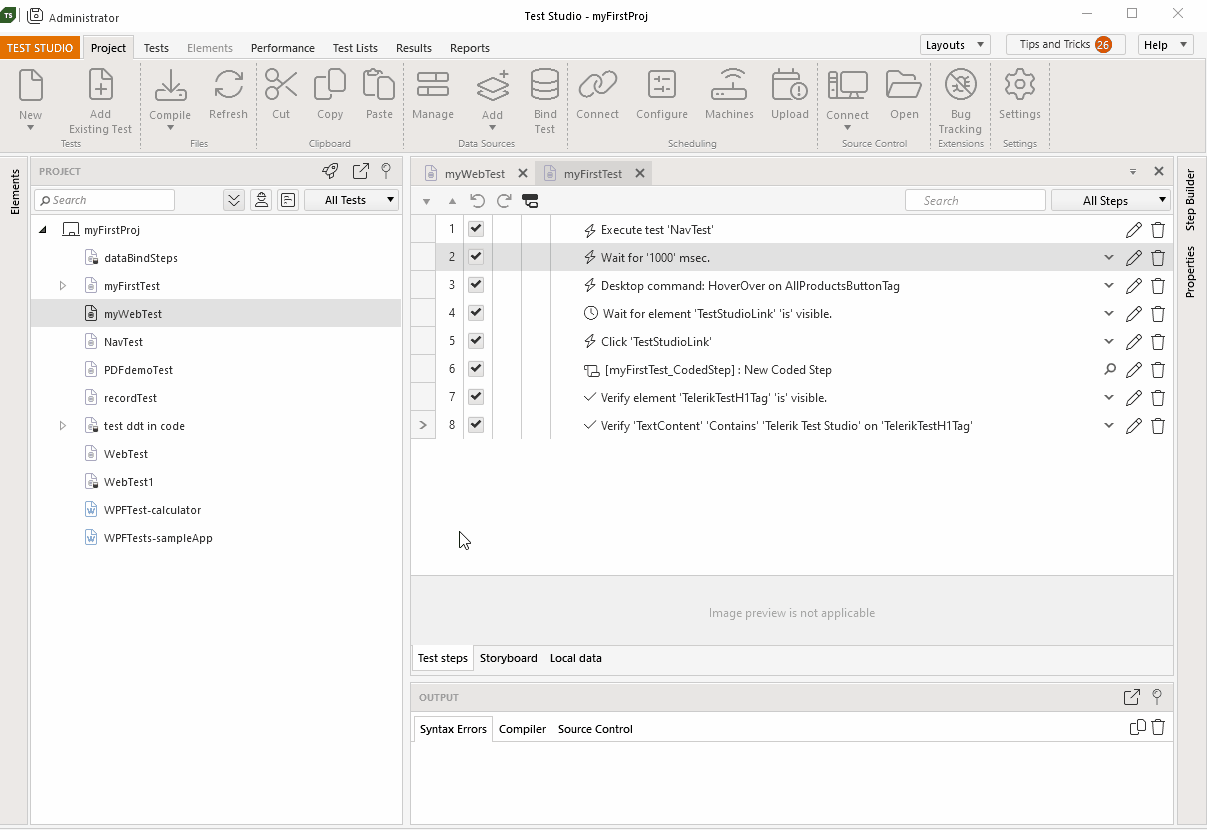 TS
Administrator
Test Studio - myFirstProj
TEST STUDIO
Project
Tests
Elements
Performance
Test Lists
Results
Reports
Layouts
Tips and Tricks 26
Help
New
Add
Existing Test
Compile
Refresh
Cut
Copy
Paste
Manage
Add
Bind
Test
Connect
Configure
Machines
Upload
Connect
Open
Bug
Tracking
Settings
Tests
Files
Clipboard
Data Sources
Scheduling
Source Control
Extensions
Settings
Elements
PROJECT
Search
All Tests
myFirstProj
dataBindSteps
myFirstTest
myWebTest
NavTest
PDFdemoTest
recordTest
test ddt in code
WebTest
WebTest1
WPFTest-calculator
WPFTests-sampleApp
myWebTest
myFirstTest
Search
All Steps
1 Execute test 'NavTest'
2 Wait for '1000' msec.
3 Desktop command: HoverOver on AllProductsButtonTag
4 Wait for element 'TestStudioLink' 'is' visible.
5 Click 'TestStudioLink'
6 [myFirstTest_CodedStep] : New Coded Step
7 Verify element 'TelerikTestH1Tag' 'is' visible.
8 Verify 'TextContent' 'Contains' 'Telerik Test Studio' on 'TelerikTestH1Tag'
Image preview is not applicable
Test steps
Storyboard
Local data
OUTPUT
Syntax Errors
Compiler
Source Control
Step Builder
Properties